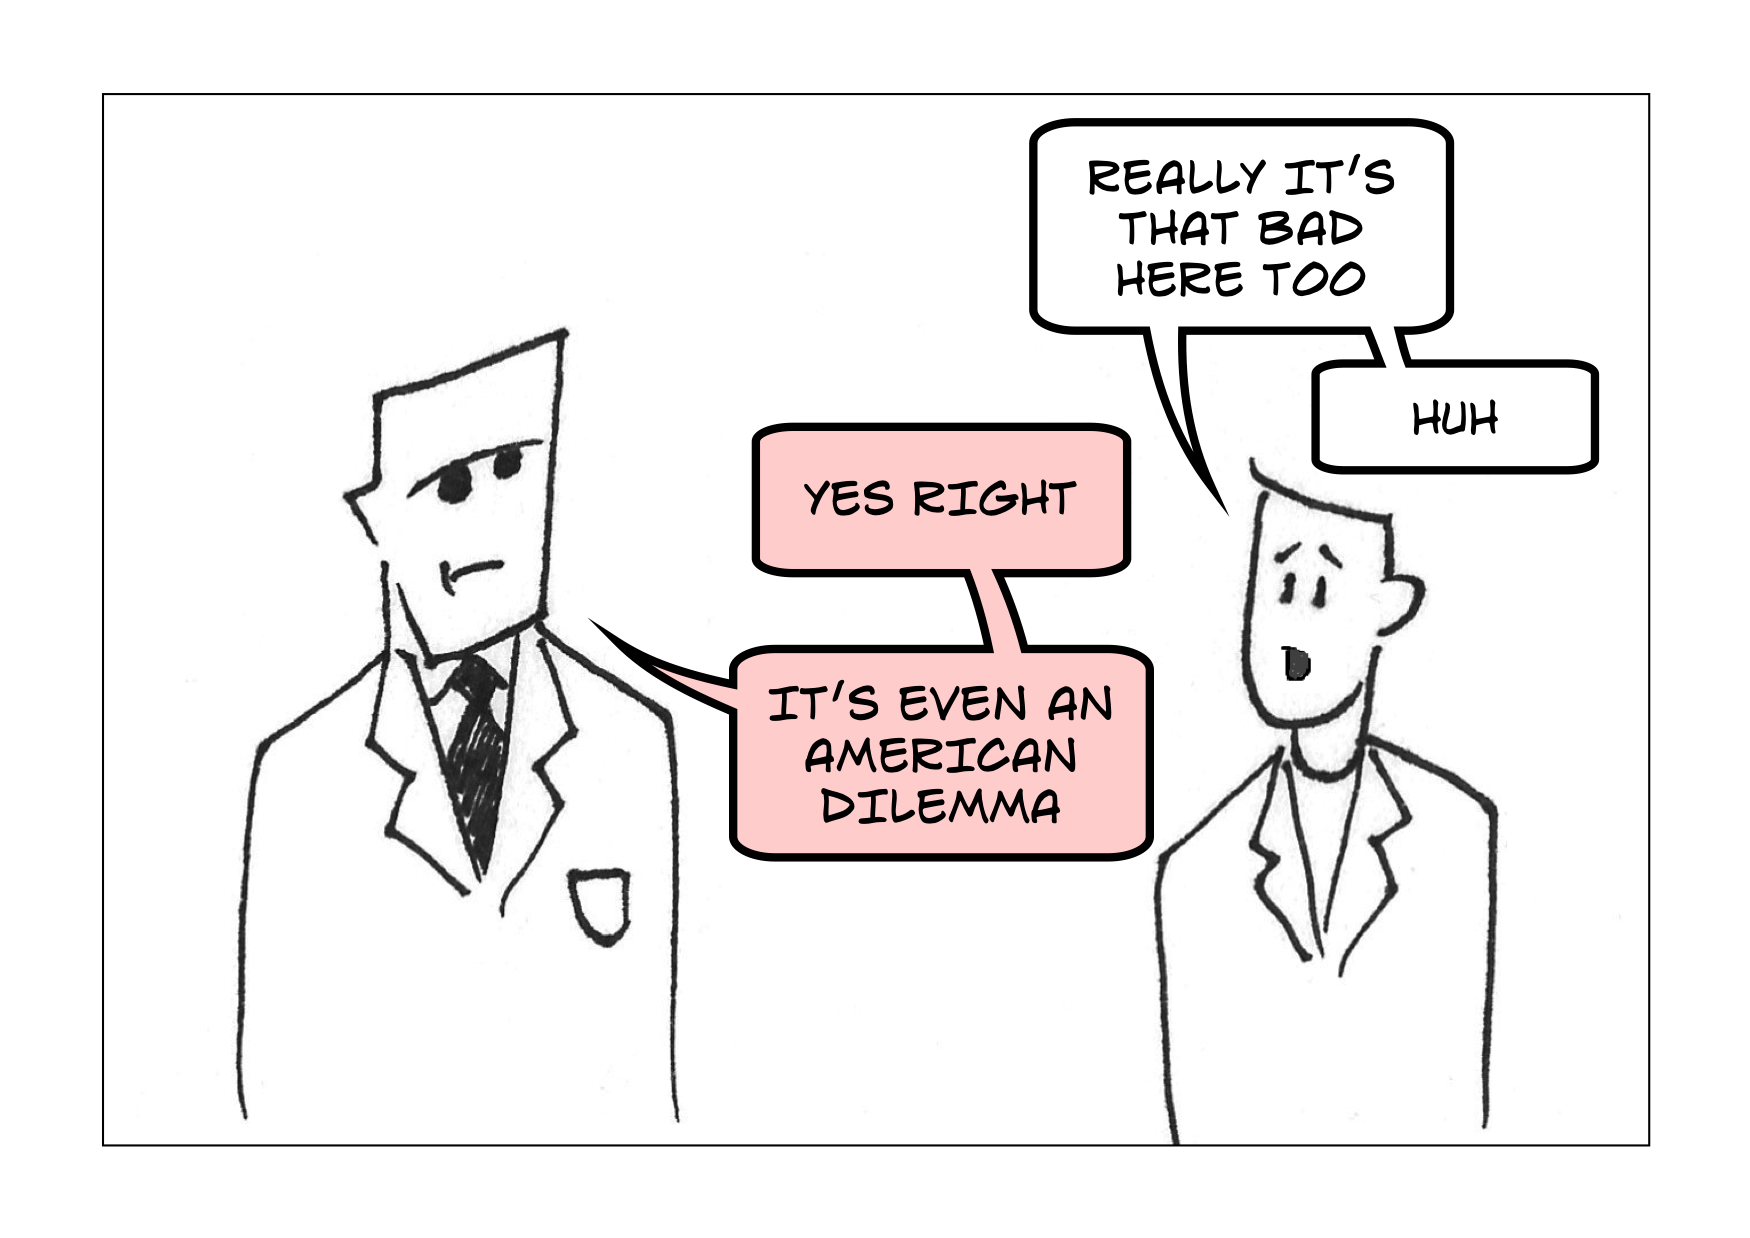 REALLY IT'S
THAT BAD
HERE TOO
HUH
YES RIGHT
IT'S EVEN AN
AMERICAN
DILEMMA